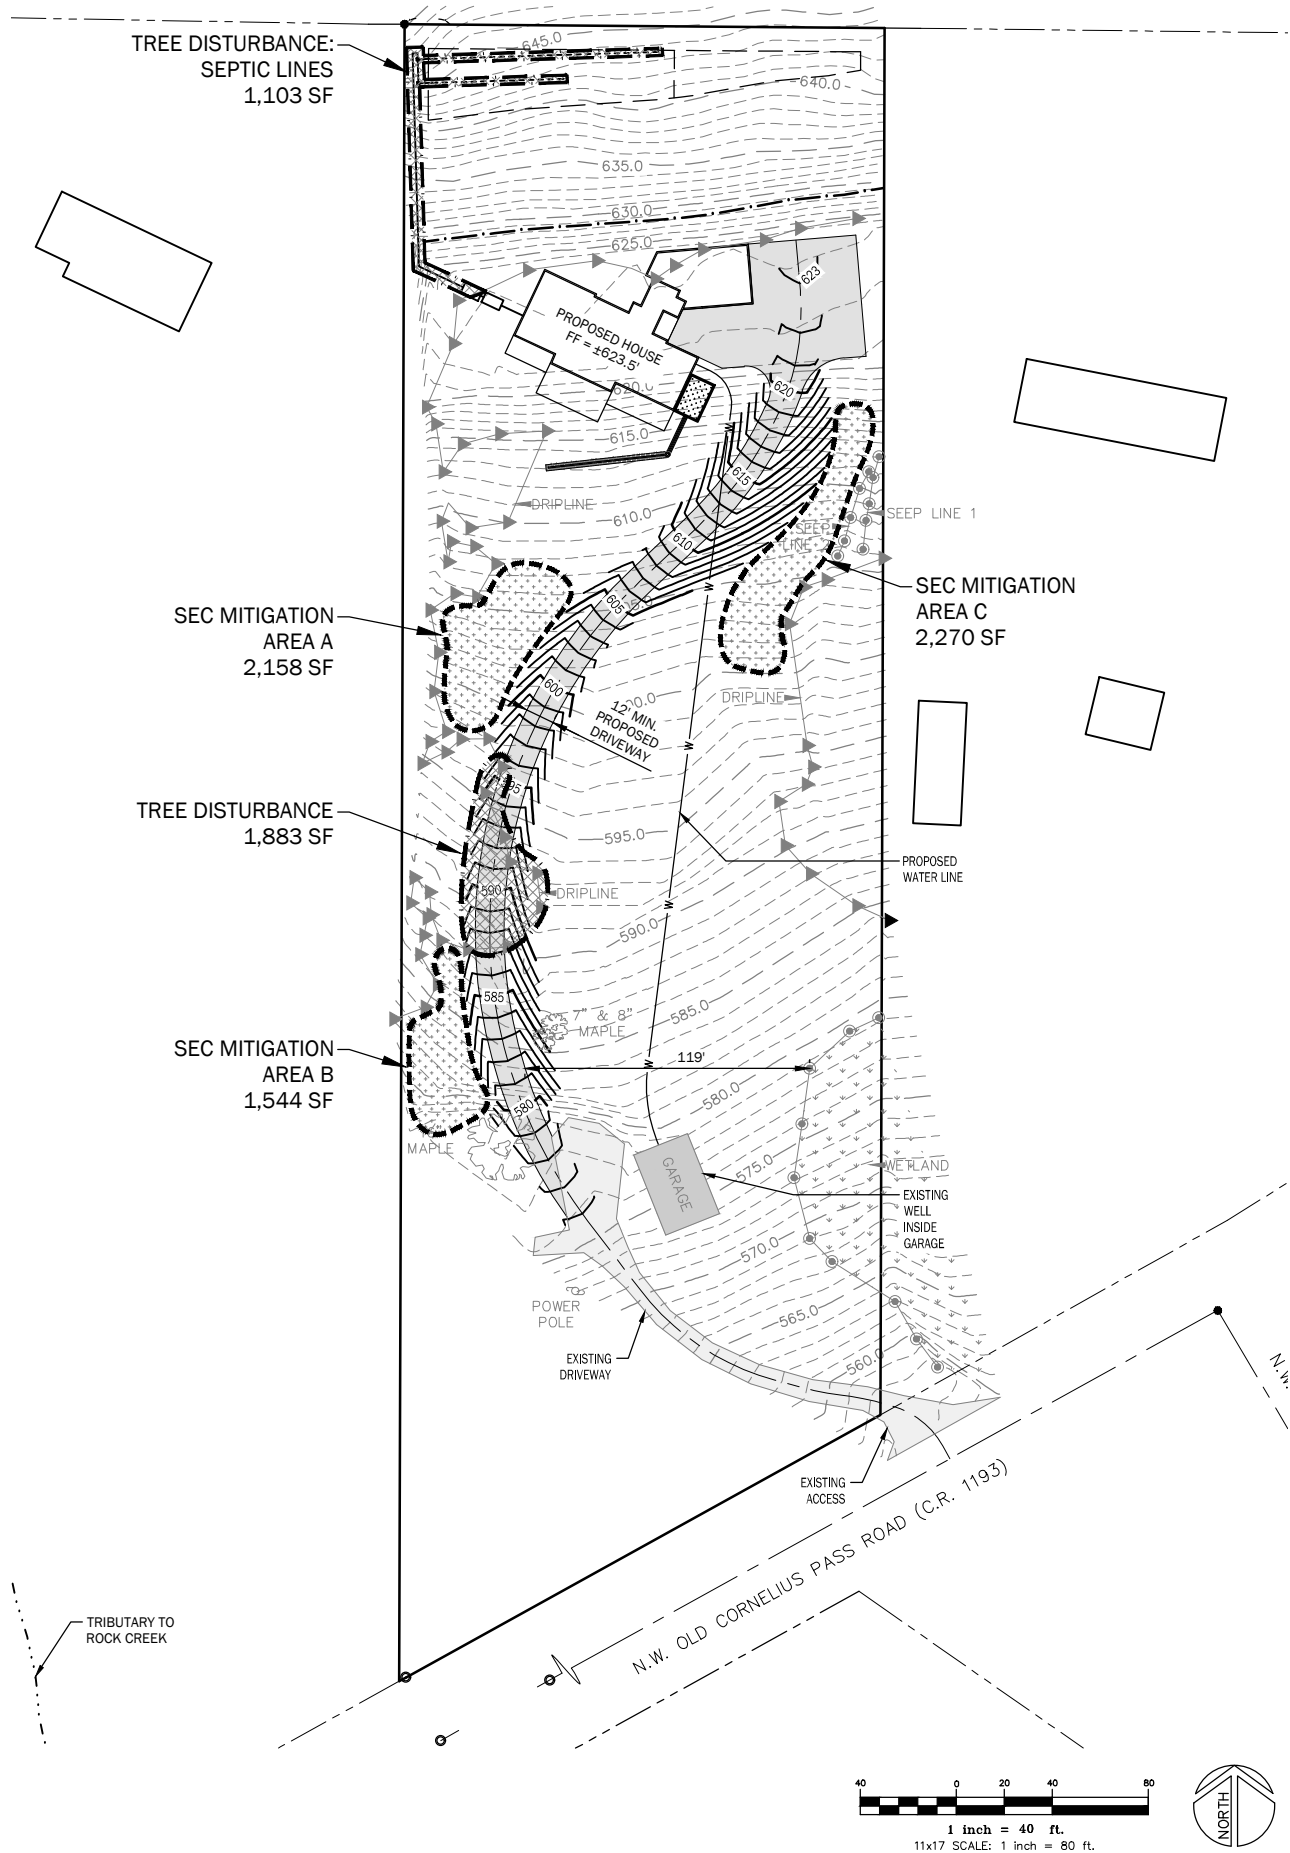 TREE DISTURBANCE:
SEPTIC LINES
1,103 SF
645.0
640.0
635.0
630.0
625.0
623
PROPOSED HOUSE
FF = ±623.5'
620
620.0
615.0
615
DRIPLINE
610.0
610
SEEP LINE 1
SEEP
LINE
605
SEC MITIGATION
AREA A
2,158 SF
SEC MITIGATION
AREA C
2,270 SF
600
12' MIN.
PROPOSED
DRIVEWAY
DRIPLINE
TREE DISTURBANCE
1,883 SF
595.0
PROPOSED
WATER LINE
590
DRIPLINE
590.0
585
7" & 8"
MAPLE
585.0
SEC MITIGATION
AREA B
1,544 SF
119'
580
580.0
MAPLE
GARAGE
575.0
WETLAND
EXISTING
WELL
INSIDE
GARAGE
570.0
POWER
POLE
565.0
560.0
EXISTING
DRIVEWAY
N.W.
EXISTING
ACCESS
N.W. OLD CORNELIUS PASS ROAD (C.R. 1193)
TRIBUTARY TO
ROCK CREEK
W
W
W
W
W
40 0 20 40 80
1 inch = 40 ft.
11x17 SCALE: 1 inch = 80 ft.
NORTH